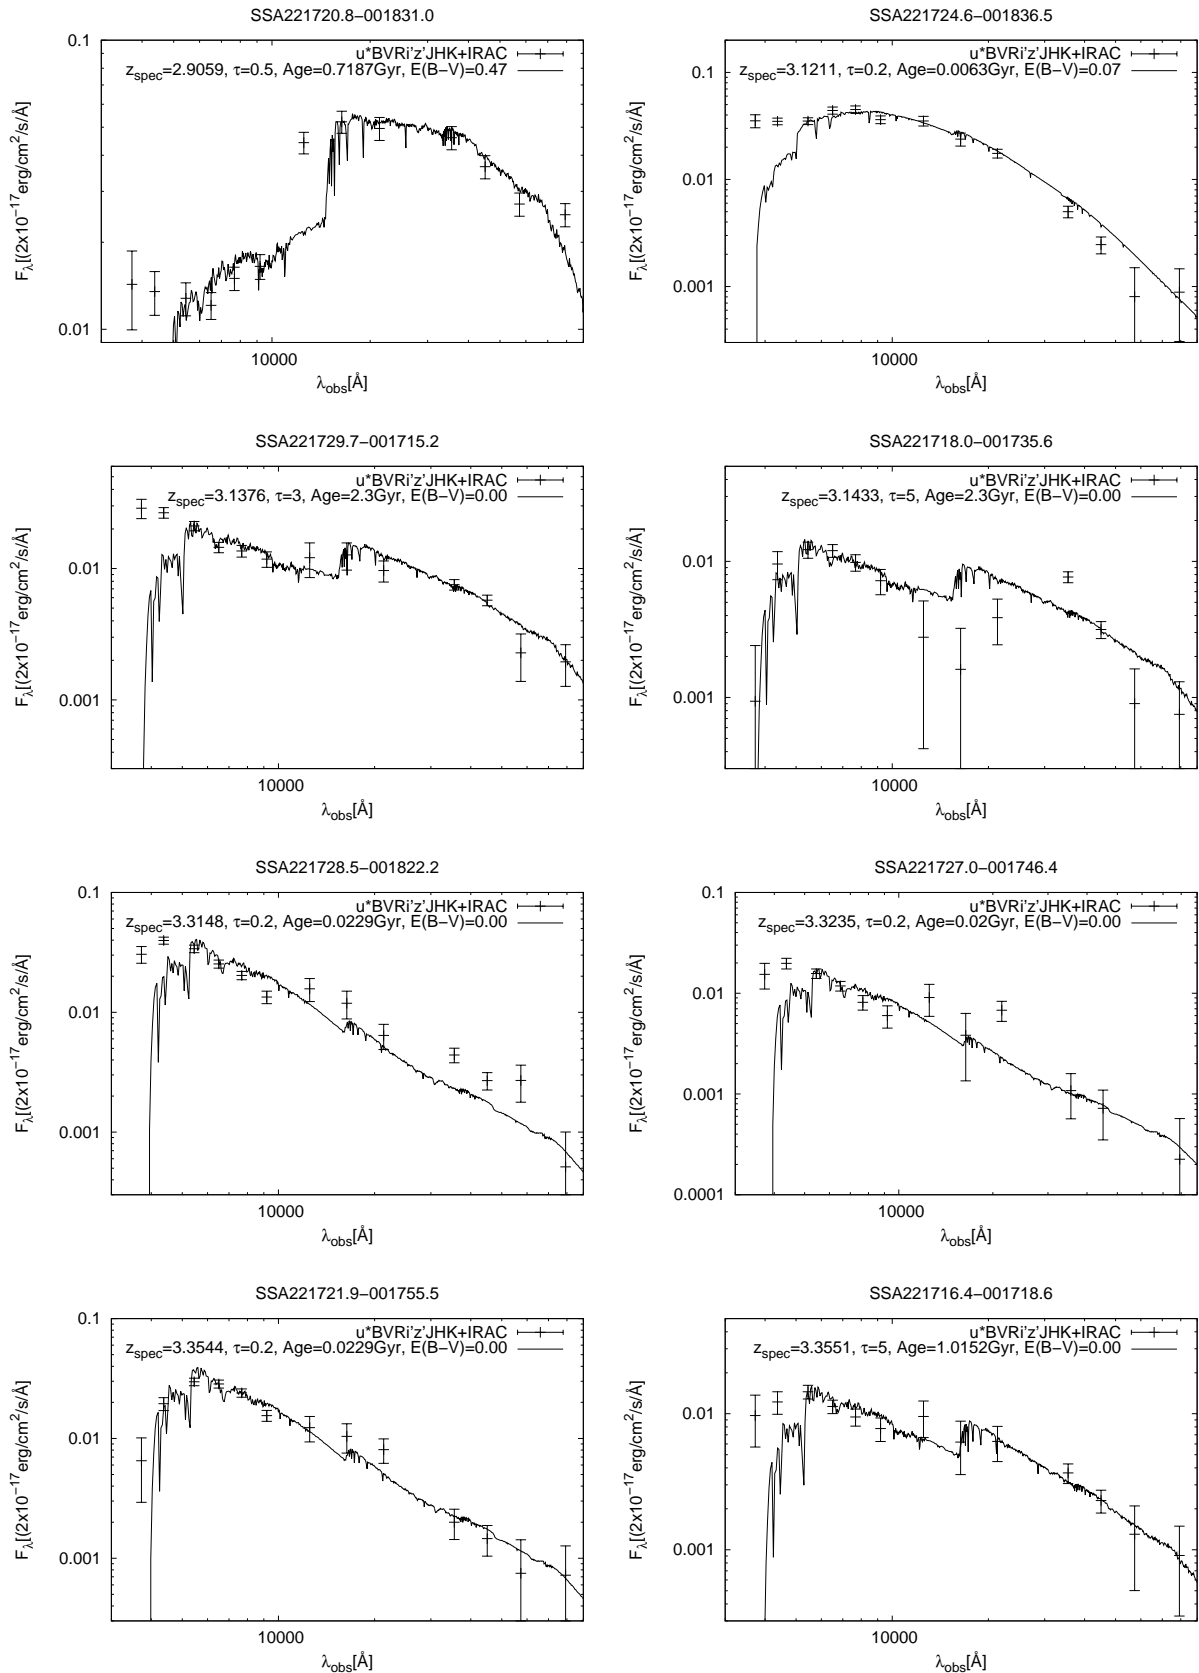 SSA221720.8−001831.0
0.1
u*BVRi'z'JHK+IRAC
z_spec=2.9059, τ=0.5, Age=0.7187Gyr, E(B−V)=0.47
F_λ[(2x10^−17erg/cm^2/s/Å]
0.01
10000
λ_obs[Å]
SSA221724.6−001836.5
0.1
u*BVRi'z'JHK+IRAC
z_spec=3.1211, τ=0.2, Age=0.0063Gyr, E(B−V)=0.07
F_λ[(2x10^−17erg/cm^2/s/Å]
0.01
0.001
10000
λ_obs[Å]
SSA221729.7−001715.2
u*BVRi'z'JHK+IRAC
z_spec=3.1376, τ=3, Age=2.3Gyr, E(B−V)=0.00
F_λ[(2x10^−17erg/cm^2/s/Å]
0.01
0.001
10000
λ_obs[Å]
SSA221718.0−001735.6
u*BVRi'z'JHK+IRAC
z_spec=3.1433, τ=5, Age=2.3Gyr, E(B−V)=0.00
F_λ[(2x10^−17erg/cm^2/s/Å]
0.01
0.001
10000
λ_obs[Å]
SSA221728.5−001822.2
0.1
u*BVRi'z'JHK+IRAC
z_spec=3.3148, τ=0.2, Age=0.0229Gyr, E(B−V)=0.00
F_λ[(2x10^−17erg/cm^2/s/Å]
0.01
0.001
10000
λ_obs[Å]
SSA221727.0−001746.4
0.1
u*BVRi'z'JHK+IRAC
z_spec=3.3235, τ=0.2, Age=0.02Gyr, E(B−V)=0.00
F_λ[(2x10^−17erg/cm^2/s/Å]
0.01
0.001
0.0001
10000
λ_obs[Å]
SSA221721.9−001755.5
0.1
u*BVRi'z'JHK+IRAC
z_spec=3.3544, τ=0.2, Age=0.0229Gyr, E(B−V)=0.00
F_λ[(2x10^−17erg/cm^2/s/Å]
0.01
0.001
10000
λ_obs[Å]
SSA221716.4−001718.6
u*BVRi'z'JHK+IRAC
z_spec=3.3551, τ=5, Age=1.0152Gyr, E(B−V)=0.00
F_λ[(2x10^−17erg/cm^2/s/Å]
0.01
0.001
10000
λ_obs[Å]